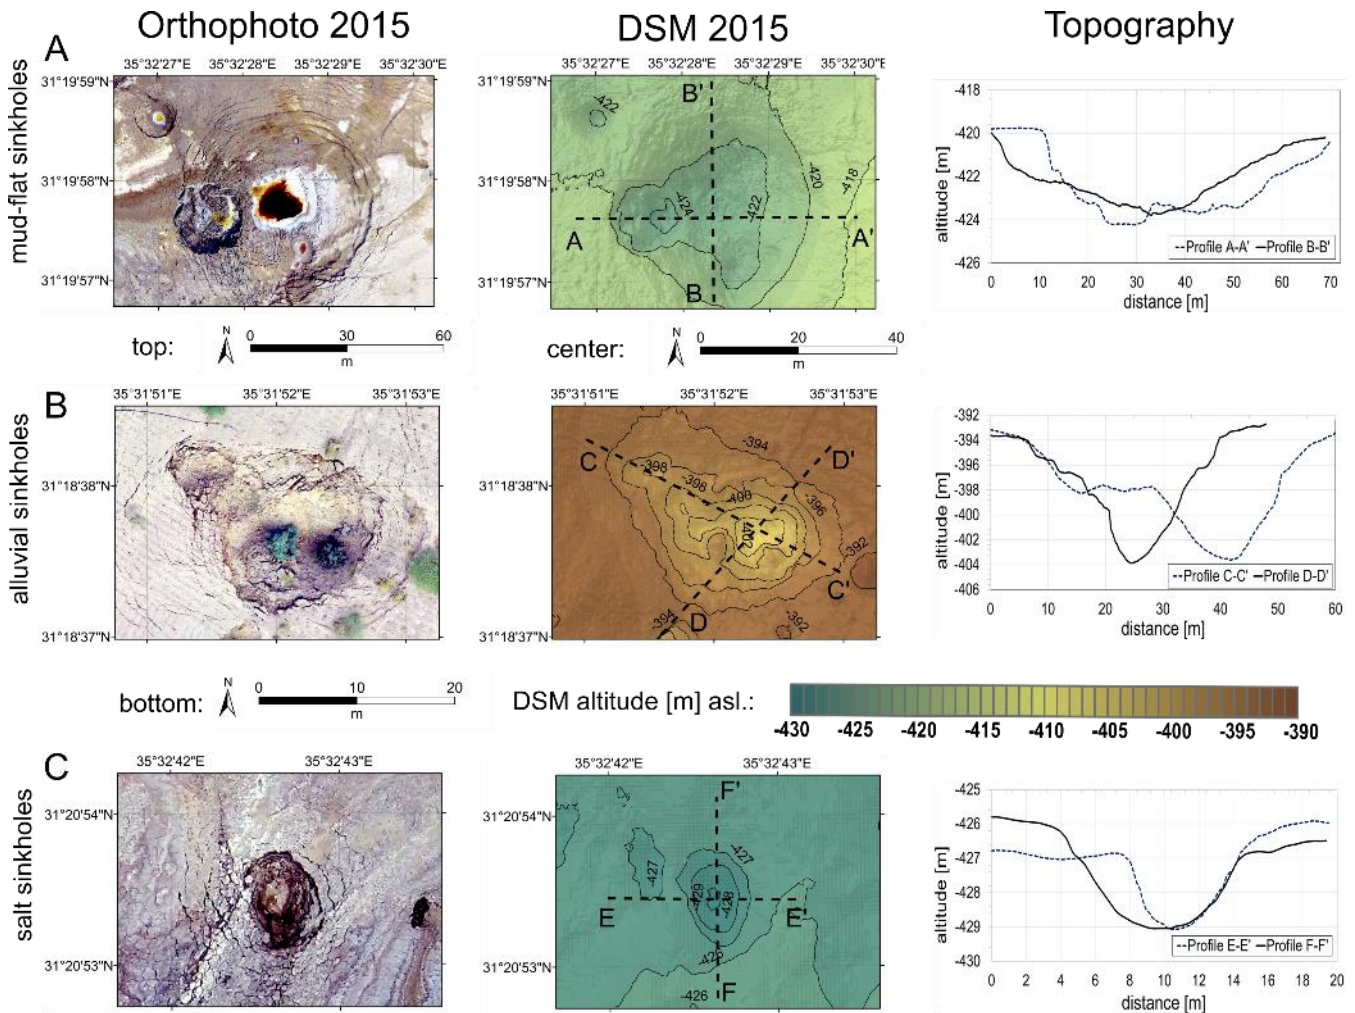 Orthophoto 2015
DSM 2015
Topography
A
mud-flat sinkholes
35°32'27"E 35°32'28"E 35°32'29"E 35°32'30"E
31°19'59"N
31°19'58"N
31°19'57"N
35°32'27"E 35°32'28"E 35°32'29"E 35°32'30"E
31°19'59"N
31°19'58"N
31°19'57"N
-422
B'
-420
-418
-424
-422
A
A'
B
altitude [m]
-418
-420
-422
-424
-426
Profile A-A' Profile B-B'
0 10 20 30 40 50 60 70
distance [m]
top:
N
0 30 60
m
center:
N
0 20 40
m
B
alluvial sinkholes
35°31'51"E 35°31'52"E 35°31'53"E
31°18'38"N
31°18'37"N
35°31'51"E 35°31'52"E 35°31'53"E
31°18'38"N
31°18'37"N
-394
C
D'
-398
-396
-400
-396
-402
-392
C'
D
-394
-392
altitude [m]
-392
-394
-396
-398
-400
-402
-404
-406
Profile C-C' Profile D-D'
0 10 20 30 40 50 60
distance [m]
bottom:
N
0 10 20
m
DSM altitude [m] asl.:
-430 -425 -420 -415 -410 -405 -400 -395 -390
C
salt sinkholes
35°32'42"E 35°32'43"E
31°20'54"N
31°20'53"N
35°32'42"E 35°32'43"E
31°20'54"N
31°20'53"N
F'
-427
-427
-429
-428
E
E'
-426
F
altitude [m]
-425
-426
-427
-428
-429
-430
Profile E-E' Profile F-F'
0 2 4 6 8 10 12 14 16 18 20
distance [m]